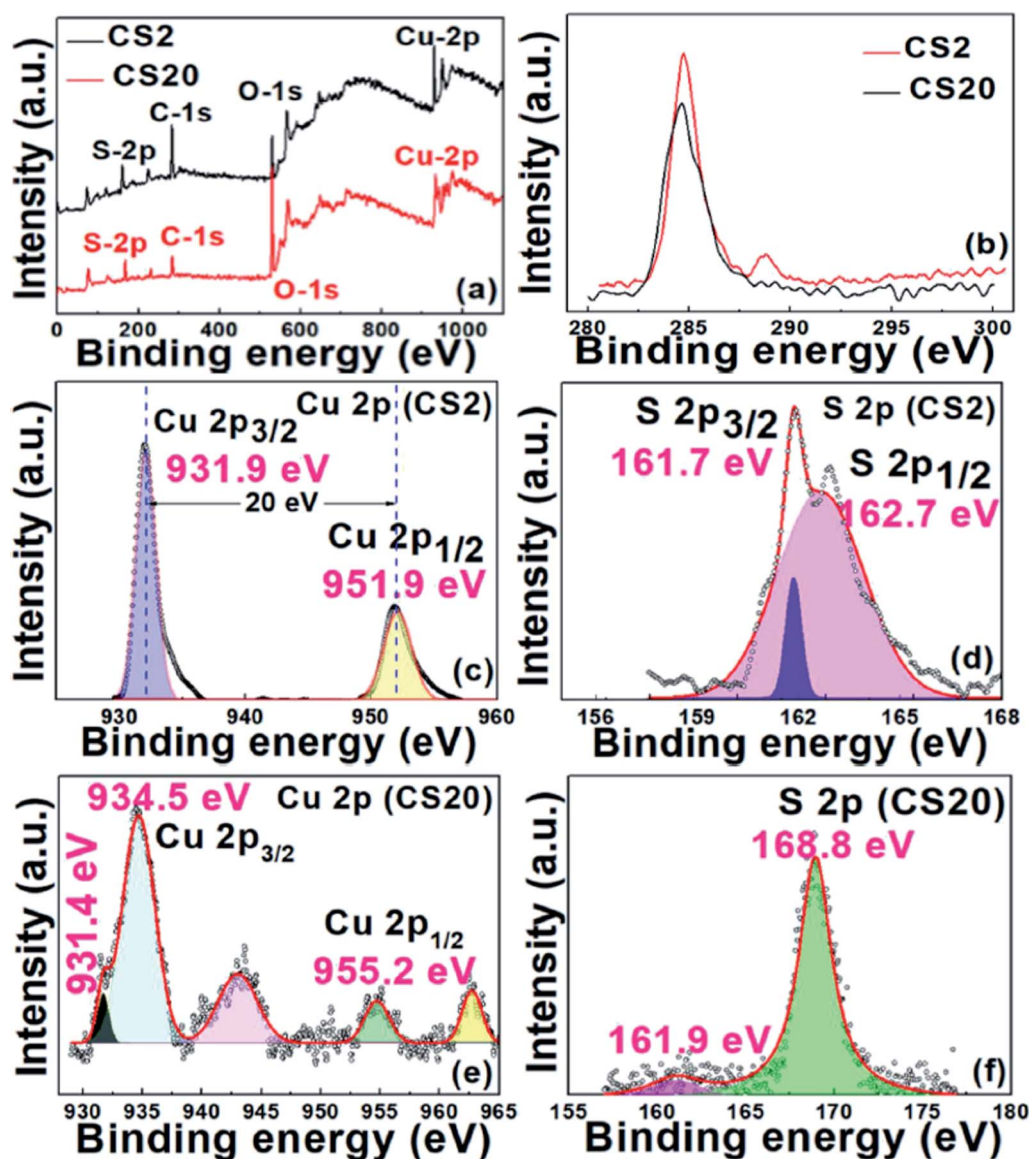 Intensity (a.u.)
CS2
CS20
Cu-2p
O-1s
C-1s
S-2p
Cu-2p
C-1s
S-2p
O-1s
(a)
0 200 400 600 800 1000
Binding energy (eV)
Intensity (a.u.)
CS2
CS20
(b)
280 285 290 295 300
Binding energy (eV)
Intensity (a.u.)
Cu 2p (CS2)
Cu 2p3/2
931.9 eV
20 eV
Cu 2p1/2
951.9 eV
(c)
930 940 952 960
Binding energy (eV)
Intensity (a.u.)
S 2p (CS2)
S 2p3/2
161.7 eV
S 2p1/2
162.7 eV
(d)
156 159 162 165 168
Binding energy (eV)
Intensity (a.u.)
934.5 eV
Cu 2p (CS20)
Cu 2p3/2
931.4 eV
Cu 2p1/2
955.2 eV
(e)
930 935 940 945 950 955 960 965
Binding energy (eV)
Intensity (a.u.)
S 2p (CS20)
168.8 eV
161.9 eV
(f)
155 160 165 170 175 180
Binding energy (eV)